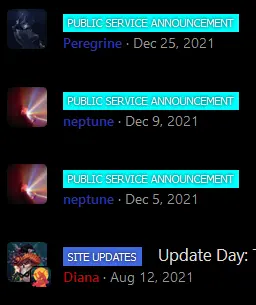 PUBLIC SERVICE ANNOUNCEMENT
Peregrine · Dec 25, 2021
PUBLIC SERVICE ANNOUNCEMENT
neptune · Dec 9, 2021
PUBLIC SERVICE ANNOUNCEMENT
neptune · Dec 5, 2021
SITE UPDATES Update Day:
Diana · Aug 12, 2021